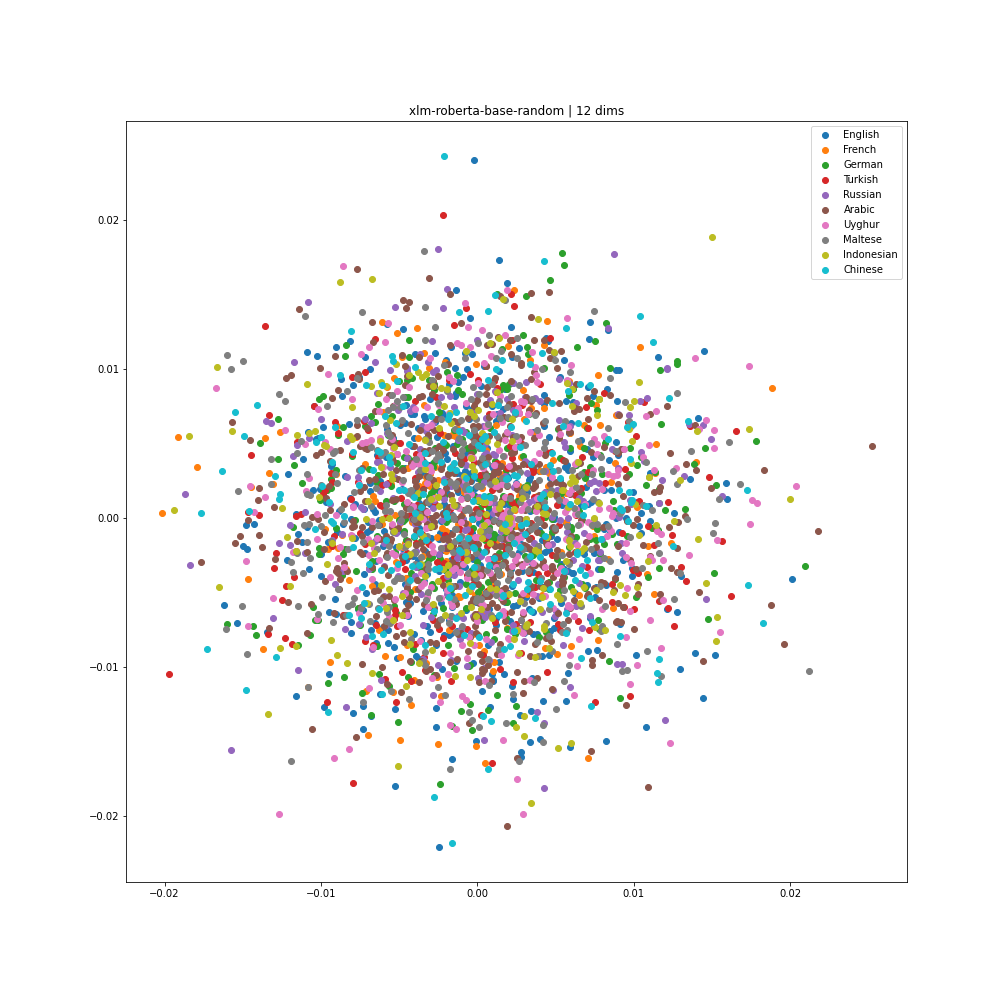 xlm-roberta-base-random | 12 dims
English
French
German
Turkish
Russian
Arabic
Uyghur
Maltese
Indonesian
Chinese
0.02
0.01
0.00
−0.01
−0.02
−0.02
−0.01
0.00
0.01
0.02